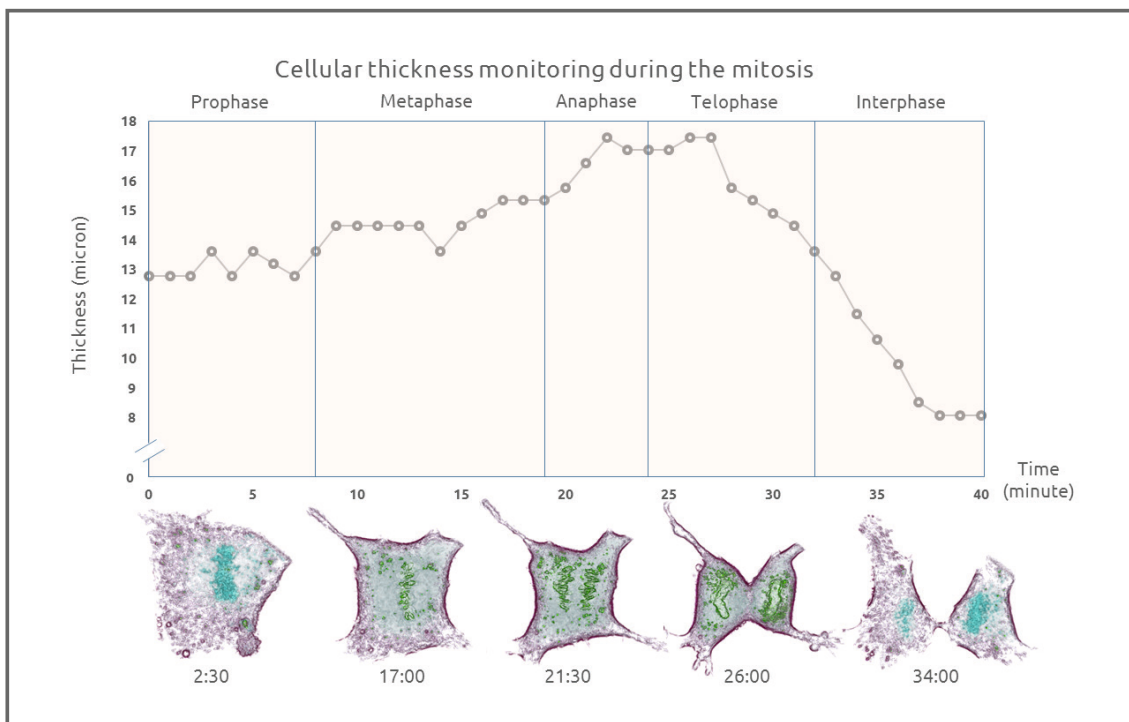 Cellular thickness monitoring during the mitosis
Prophase Metaphase Anaphase Telophase Interphase
18
17
16
15
14
13
12
11
10
9
8
0
Thickness (micron)
0 5 10 15 20 25 30 35 40
Time
(minute)
2:30 17:00 21:30 26:00 34:00